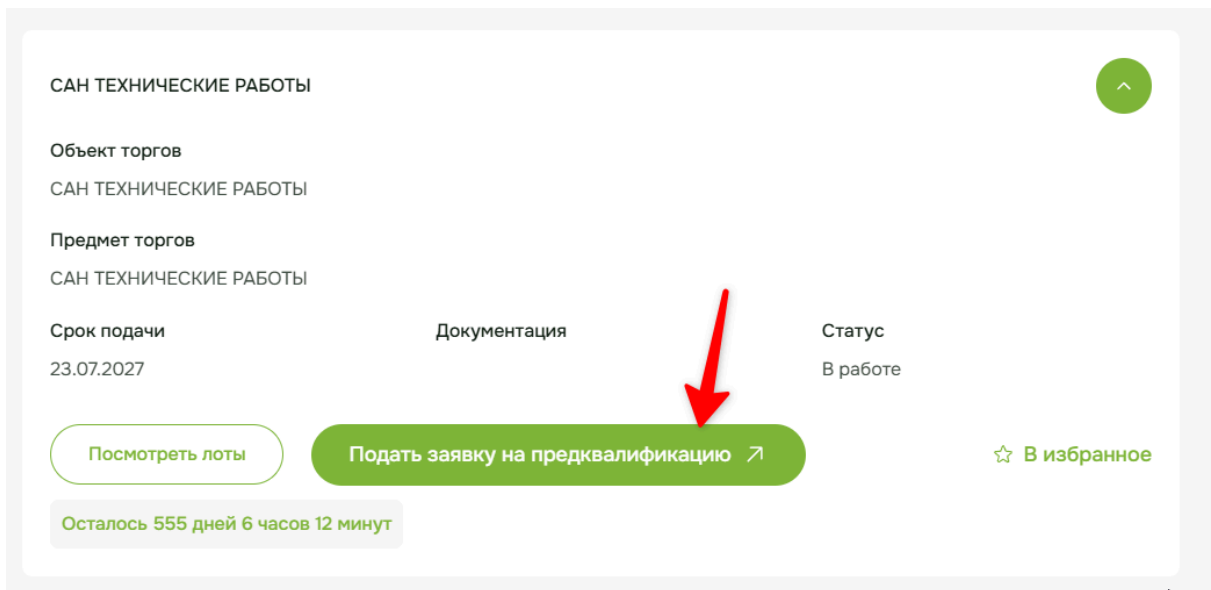 САН ТЕХНИЧЕСКИЕ РАБОТЫ
Объект торгов
САН ТЕХНИЧЕСКИЕ РАБОТЫ
Предмет торгов
САН ТЕХНИЧЕСКИЕ РАБОТЫ
Срок подачи Документация Статус
23.07.2027 В работе
Посмотреть лоты Подать заявку на предквалификацию В избранное
Осталось 555 дней 6 часов 12 минут